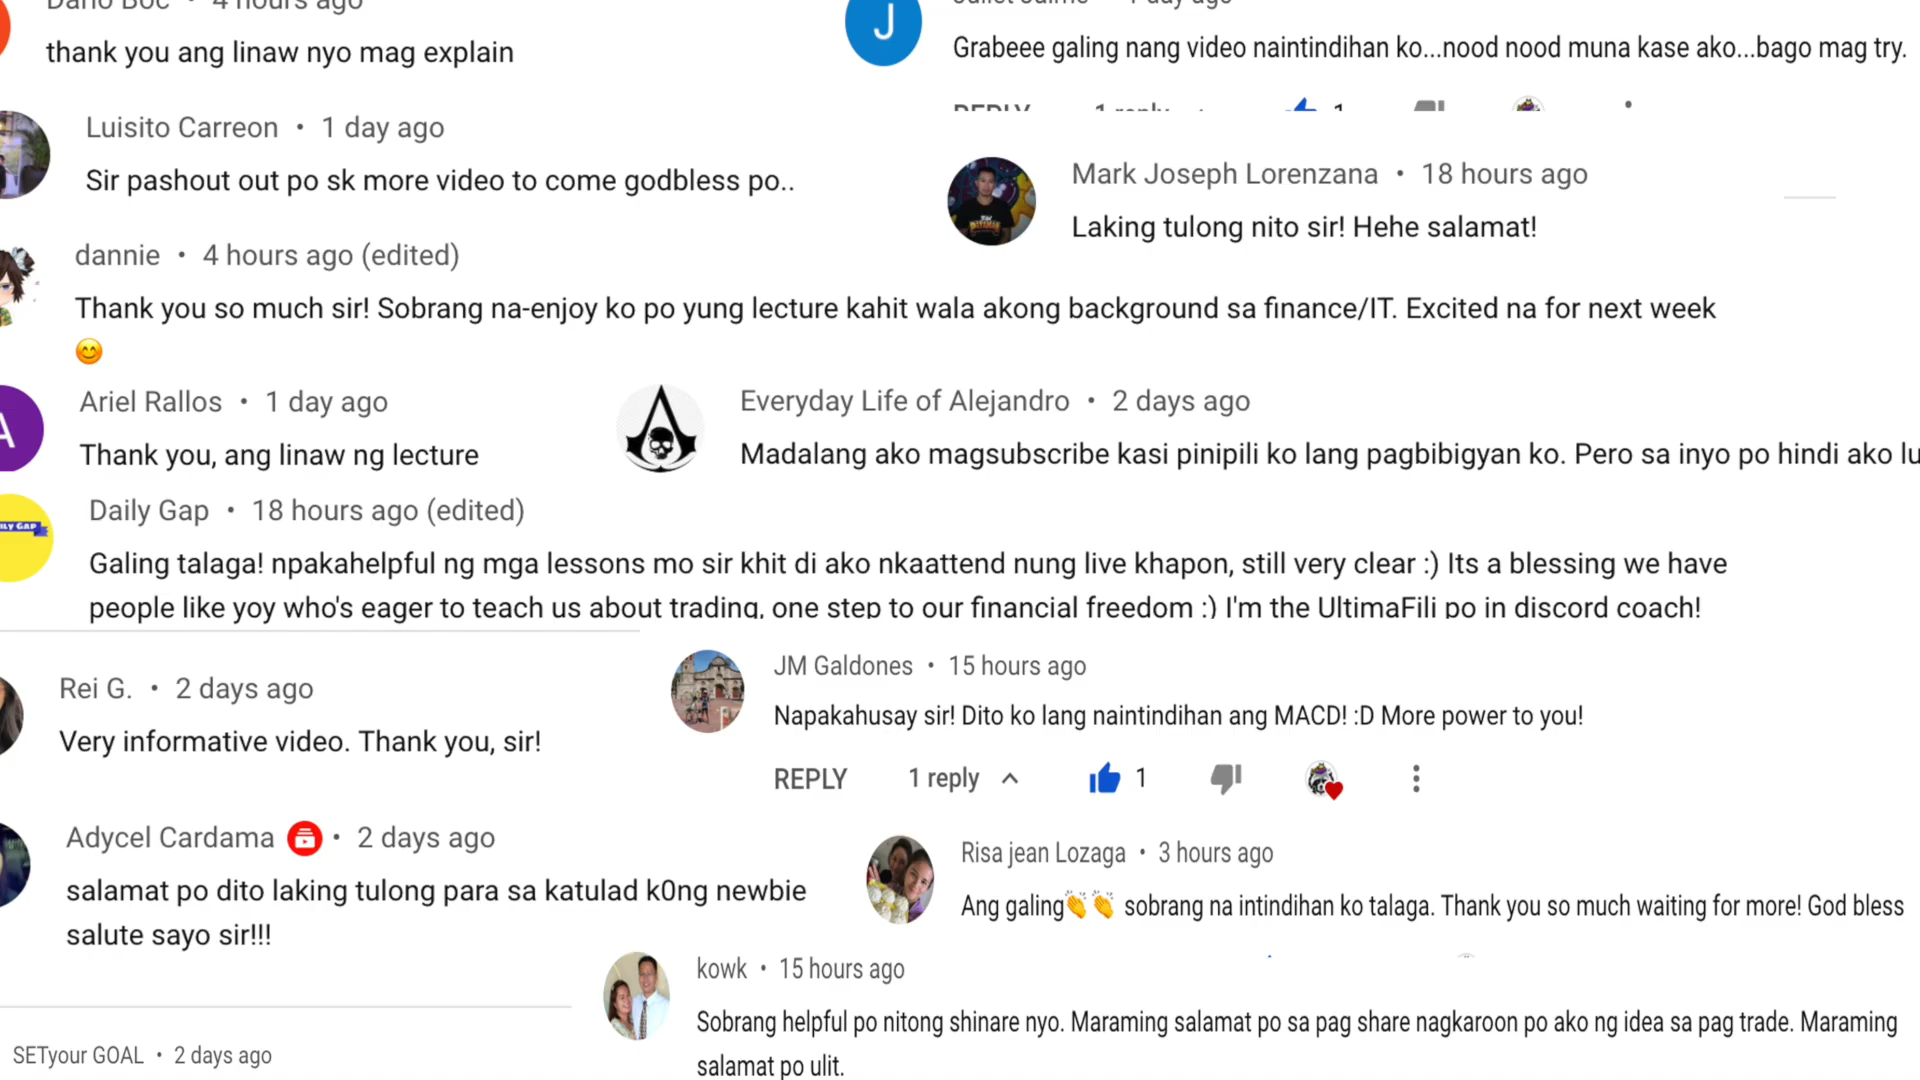 thank you ang linaw nyo mag explain
Grabeee galing nang video naintindihan ko...nood nood muna kase ako...bago mag try.
REPLY 1 reply 1
Luisito Carreon • 1 day ago
Sir pashout out po sk more video to come godbless po..
Mark Joseph Lorenzana • 18 hours ago
Laking tulong nito sir! Hehe salamat!
dannie • 4 hours ago (edited)
Thank you so much sir! Sobrang na-enjoy ko po yung lecture kahit wala akong background sa finance/IT. Excited na for next week
😊
A
Ariel Rallos • 1 day ago
Thank you, ang linaw ng lecture
Everyday Life of Alejandro • 2 days ago
Madalang ako magsubscribe kasi pinipili ko lang pagbibigyan ko. Pero sa inyo po hindi ako lu
Daily Gap • 18 hours ago (edited)
Galing talaga! npakahelpful ng mga lessons mo sir khit di ako nkaattend nung live khapon, still very clear :) Its a blessing we have
people like yoy who's eager to teach us about trading, one step to our financial freedom :) I'm the UltimaFili po in discord coach!
Rei G. • 2 days ago
Very informative video. Thank you, sir!
JM Galdones • 15 hours ago
Napakahusay sir! Dito ko lang naintindihan ang MACD! :D More power to you!
REPLY 1 reply 1
Adycel Cardama • 2 days ago
salamat po dito laking tulong para sa katulad k0ng newbie
salute sayo sir!!!
Risa jean Lozaga • 3 hours ago
Ang galing👏👏 sobrang na intindihan ko talaga. Thank you so much waiting for more! God bless
kowk • 15 hours ago
Sobrang helpful po nitong shinare nyo. Maraming salamat po sa pag share nagkaroon po ako ng idea sa pag trade. Maraming
salamat po ulit.
SETyour GOAL • 2 days ago